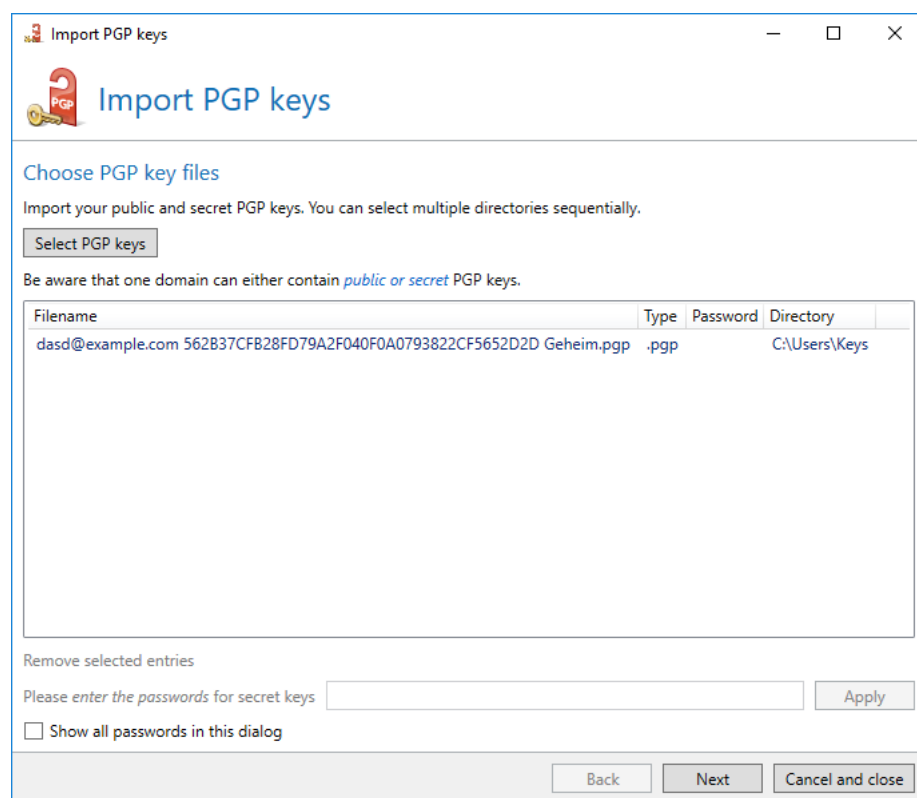 Import PGP keys
PGP
Import PGP keys
Choose PGP key files
Import your public and secret PGP keys. You can select multiple directories sequentially.
Select PGP keys
Be aware that one domain can either contain public or secret PGP keys.
Filename Type Password Directory
dasd@example.com 562B37CFB28FD79A2F040F0A0793822CF5652D2D Geheim.pgp .pgp C:\Users\Keys
Remove selected entries
Please enter the passwords for secret keys Apply
Show all passwords in this dialog
Back Next Cancel and close